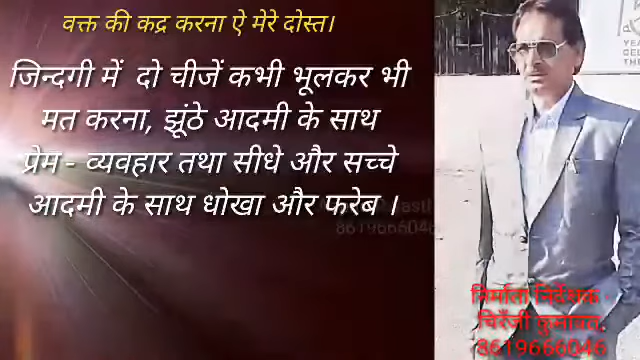 वक्त की कद्र करना ऐ मेरे दोस्त।
जिन्दगी में दो चीजें कभी भूलकर भी
मत करना, झूंठे आदमी के साथ
प्रेम - व्यवहार तथा सीधे और सच्चे
आदमी के साथ धोखा और फरेब ।
8619666046
निर्माता निर्देशक -
चिरँजी कुमावत.
8619666046